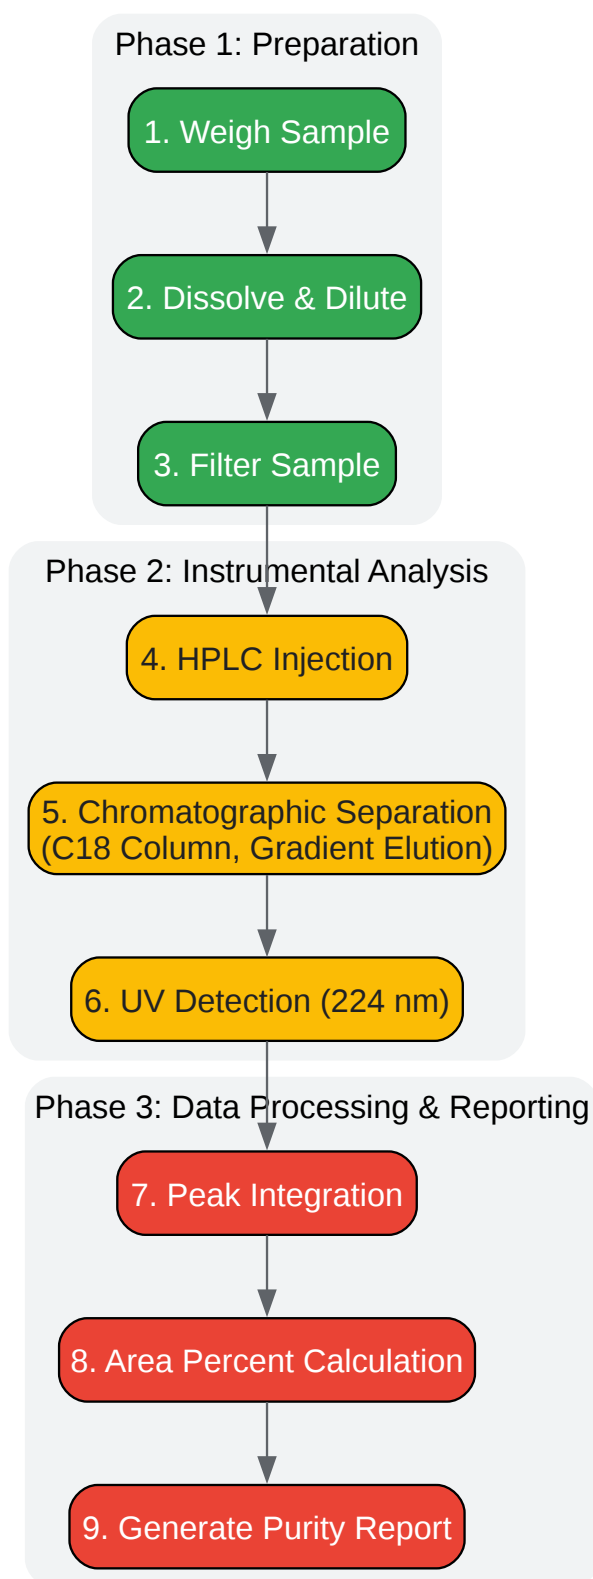 Phase 1: Preparation
1. Weigh Sample
2. Dissolve & Dilute
3. Filter Sample
Phase 2: Instrumental Analysis
4. HPLC Injection
5. Chromatographic Separation
(C18 Column, Gradient Elution)
6. UV Detection (224 nm)
Phase 3: Data Processing & Reporting
7. Peak Integration
8. Area Percent Calculation
9. Generate Purity Report